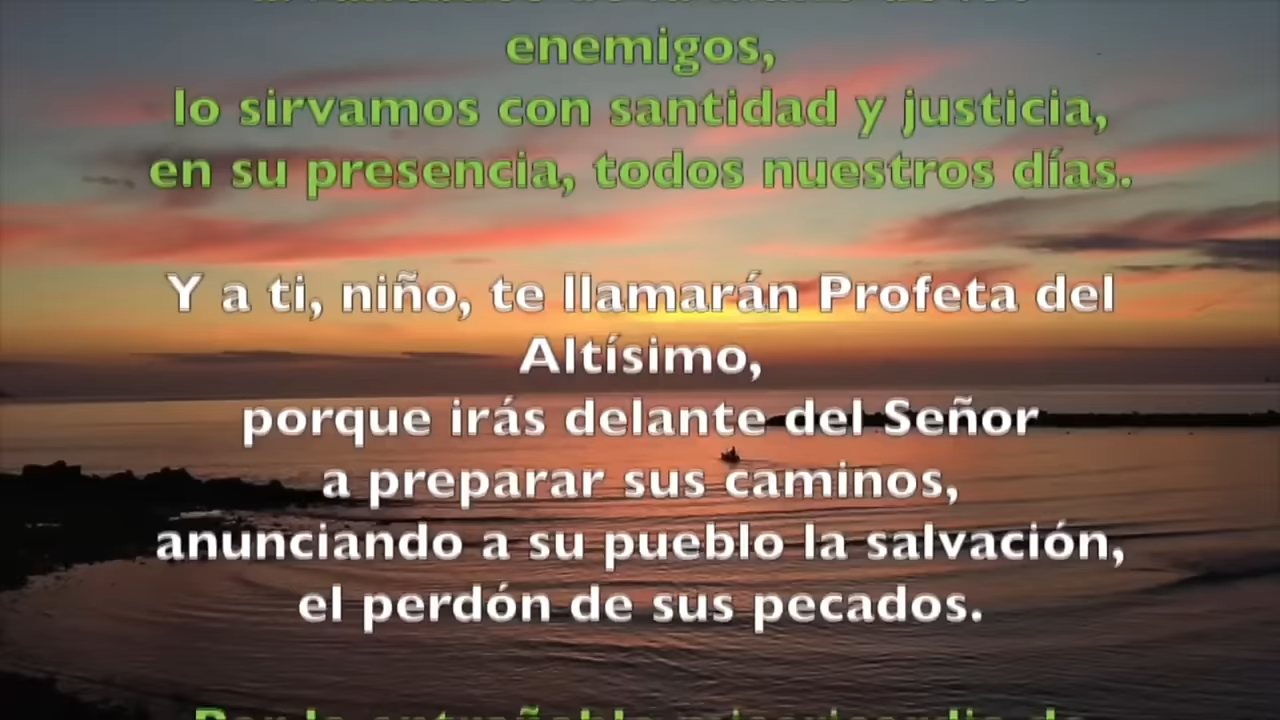 enemigos,
lo sirvamos con santidad y justicia,
en su presencia, todos nuestros días.
Y a ti, niño, te llamarán Profeta del
Altísimo,
porque irás delante del Señor
a preparar sus caminos,
anunciando a su pueblo la salvación,
el perdón de sus pecados.